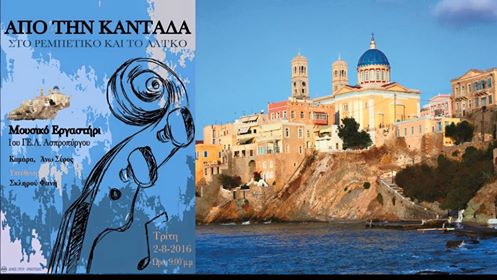 ΑΠΟ ΤΗΝ ΚΑΝΤΑΔΑ
ΣΤΟ ΡΕΜΠΕΤΙΚΟ ΚΑΙ ΤΟ ΛΑΪΚΟ
Μουσικό Εργαστήρι
1ου ΓΕ.Λ. Ασπροπύργου
Καμάρα, Άνω Σύρος
Υπεύθυνη
Σκληρού Φανή
Τρίτη
2-8-2016
Ώρα 9:00 μμ